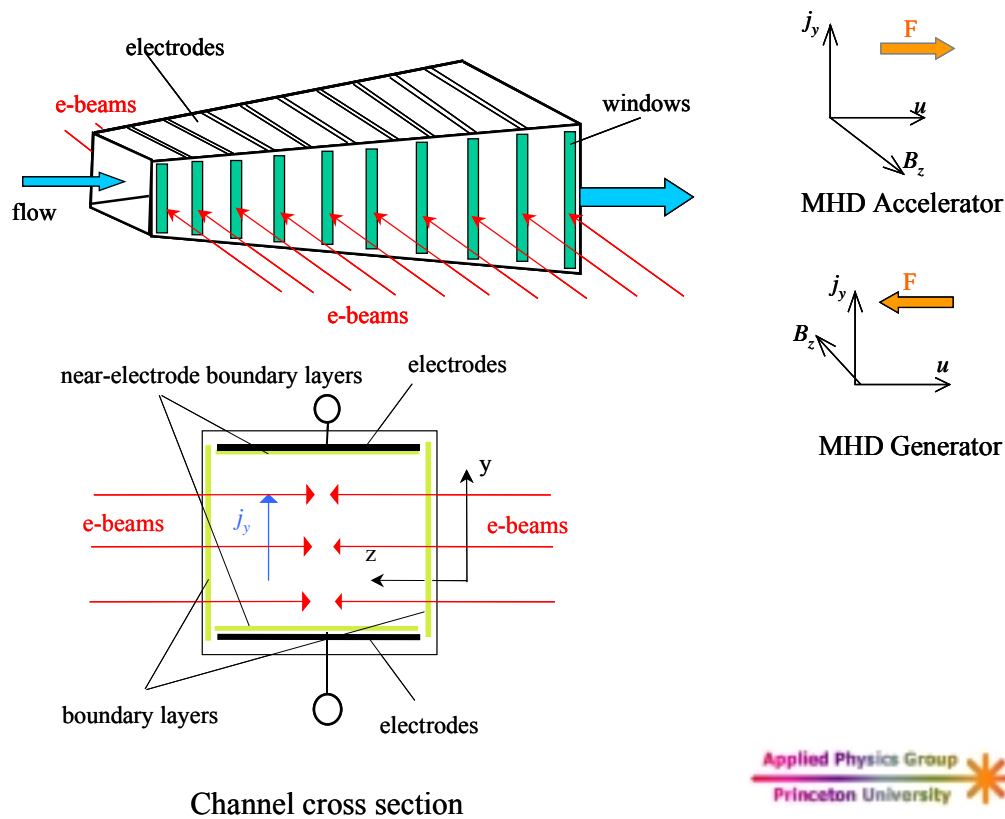 electrodes
e-beams
windows
flow
e-beams
j_y
F
u
B_z
MHD Accelerator
j_y
F
B_z
u
MHD Generator
near-electrode boundary layers
electrodes
y
e-beams
j_y
e-beams
z
boundary layers
electrodes
Channel cross section
Applied Physics Group
Princeton University